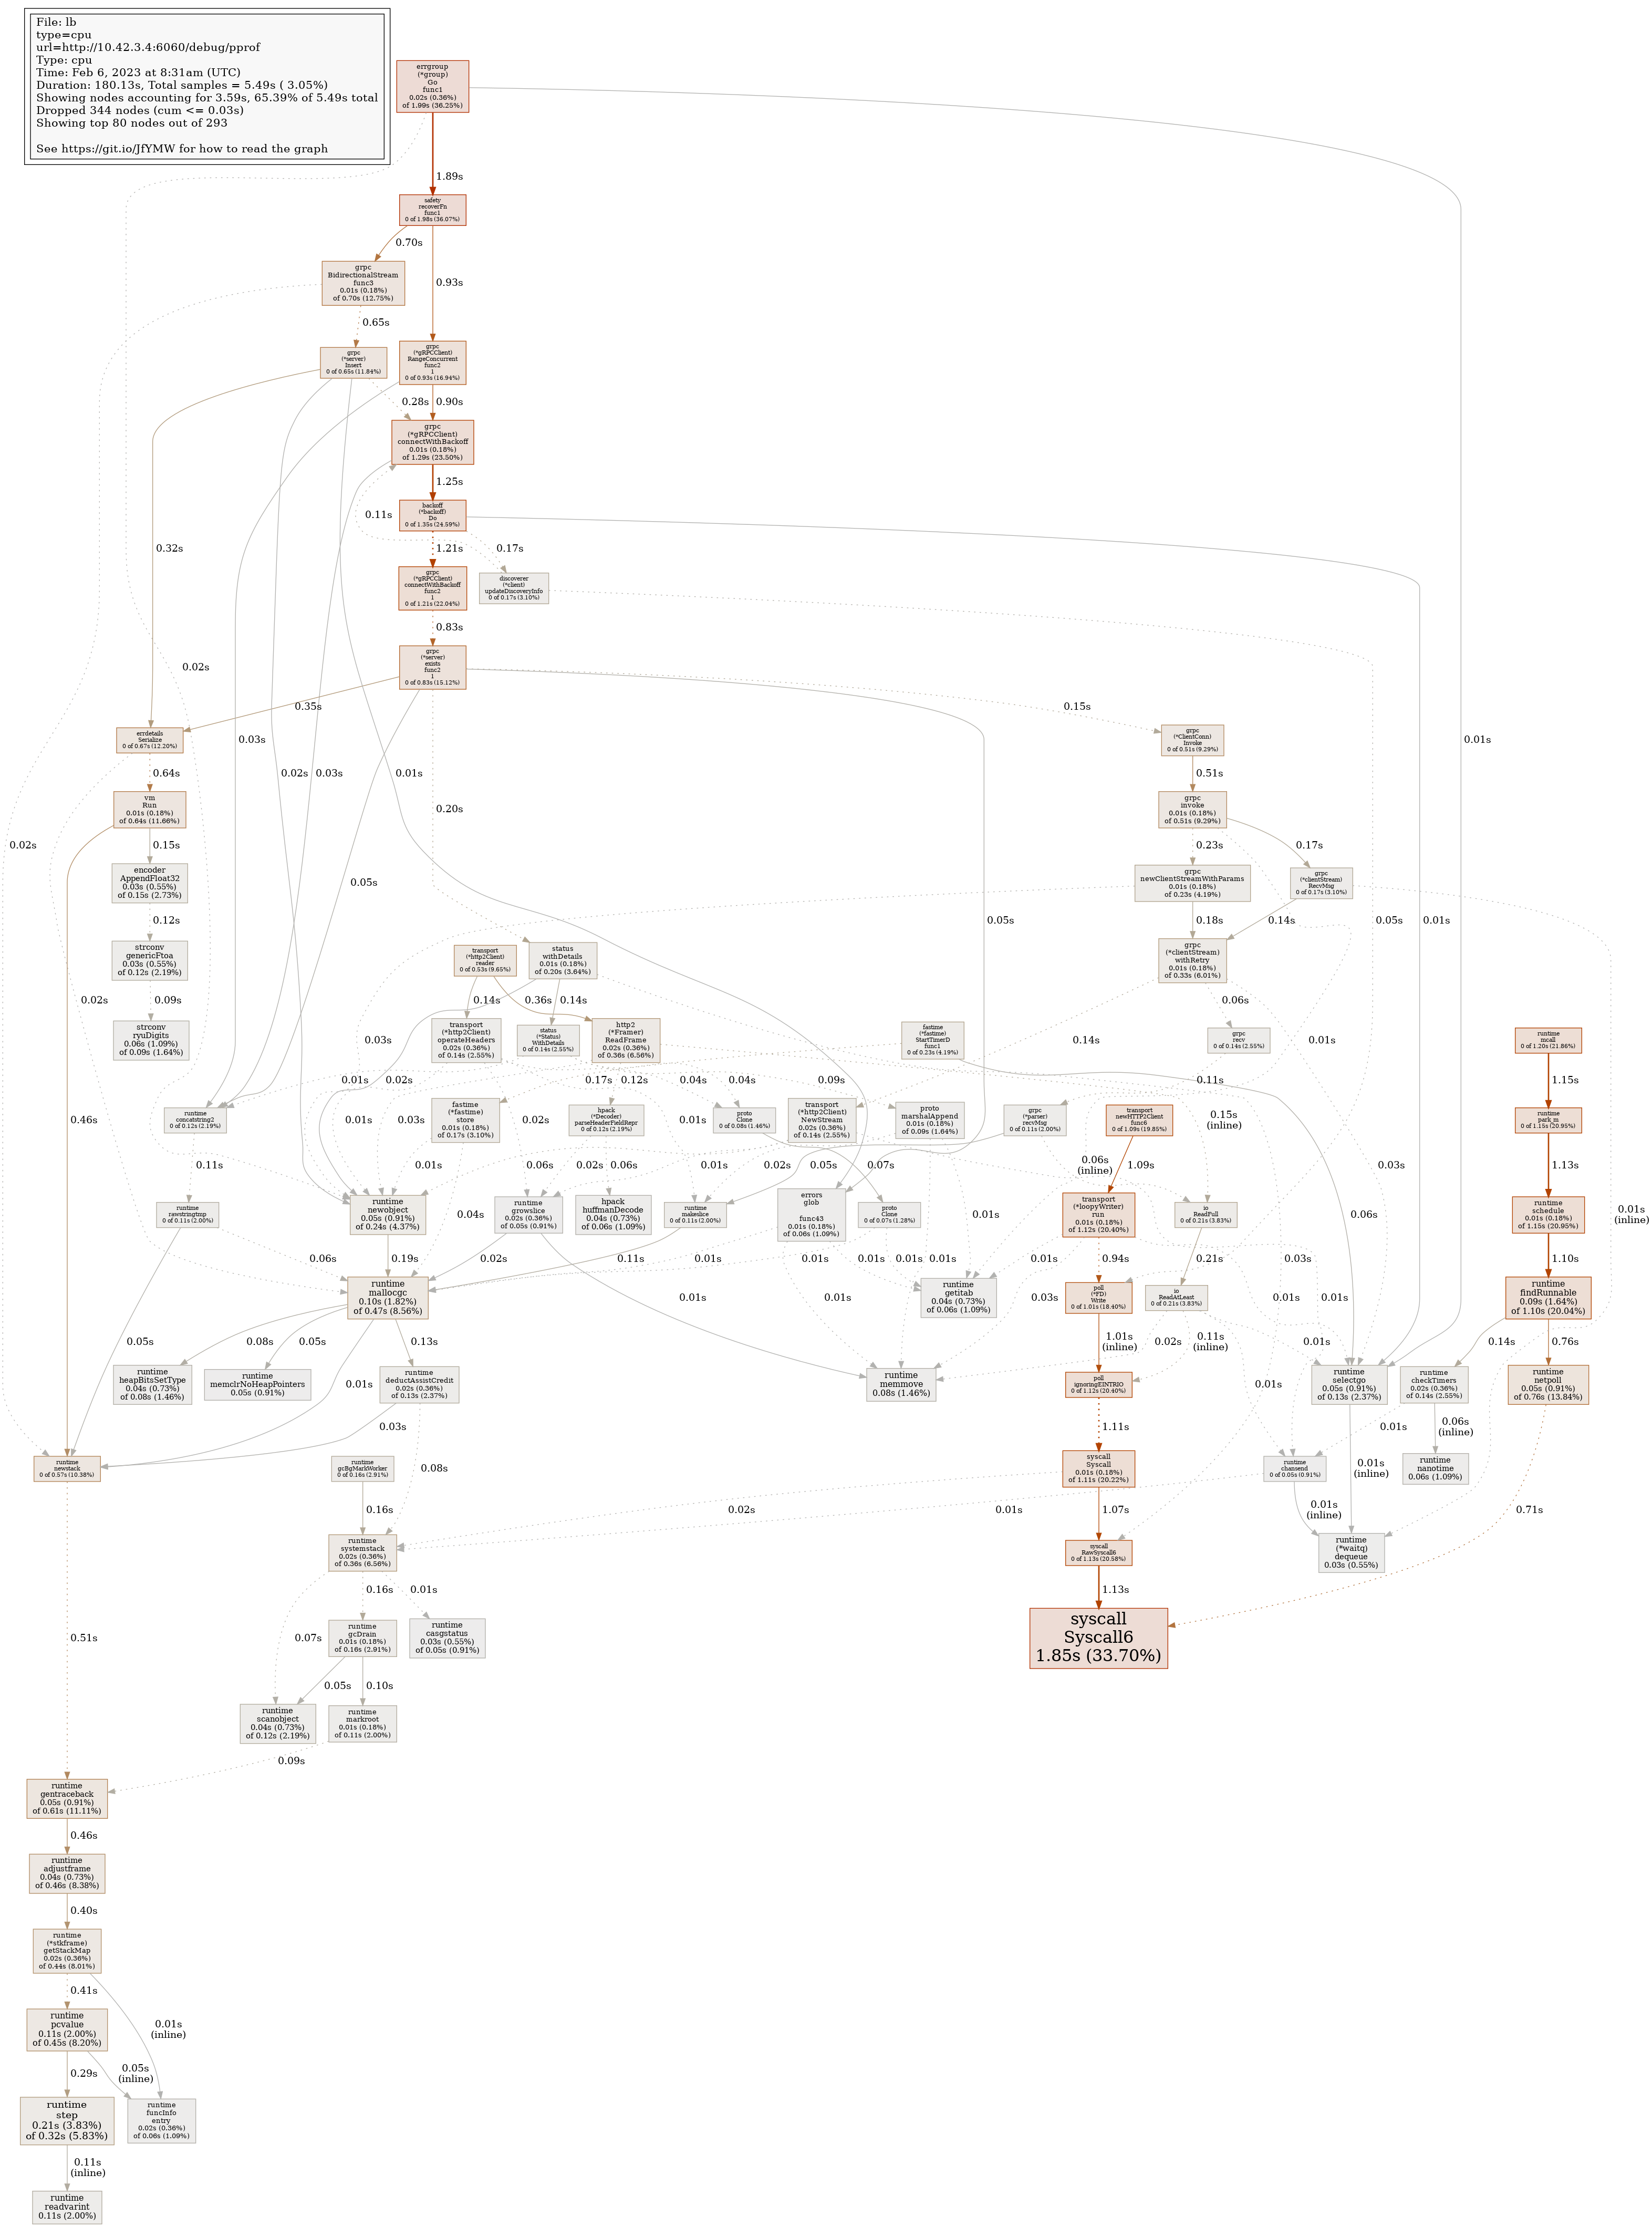 File: lb
type=cpu
url=http://10.42.3.4:6060/debug/pprof
Type: cpu
Time: Feb 6, 2023 at 8:31am (UTC)
Duration: 180.13s, Total samples = 5.49s ( 3.05%)
Showing nodes accounting for 3.59s, 65.39% of 5.49s total
Dropped 344 nodes (cum <= 0.03s)
Showing top 80 nodes out of 293
See https://git.io/JfYMW for how to read the graph
errgroup
(*group)
Go
func1
0.02s (0.36%)
of 1.99s (36.25%)
1.89s
safety
recoverFn
func1
0 of 1.98s (36.07%)
0.70s
grpc
BidirectionalStream
func3
0.01s (0.18%)
of 0.70s (12.75%)
0.93s
0.65s
grpc
(*server)
Insert
0 of 0.65s (11.84%)
grpc
(*gRPCClient)
RangeConcurrent
func2
1
0 of 0.93s (16.94%)
0.28s
0.90s
grpc
(*gRPCClient)
connectWithBackoff
0.01s (0.18%)
of 1.29s (23.50%)
1.25s
backoff
(*backoff)
Do
0 of 1.35s (24.59%)
0.11s
0.32s
1.21s
0.17s
grpc
(*gRPCClient)
connectWithBackoff
func2
1
0 of 1.21s (22.04%)
discoverer
(*client)
updateDiscoveryInfo
0 of 0.17s (3.10%)
0.83s
0.02s
grpc
(*server)
exists
func2
1
0 of 0.83s (15.12%)
0.35s
0.15s
errdetails
Serialize
0 of 0.67s (12.20%)
0.03s
grpc
(*ClientConn)
Invoke
0 of 0.51s (9.29%)
0.01s
0.64s
0.02s
0.03s
0.01s
0.51s
vm
Run
0.01s (0.18%)
of 0.64s (11.66%)
0.20s
grpc
invoke
0.01s (0.18%)
of 0.51s (9.29%)
0.02s
0.15s
0.23s
0.17s
encoder
AppendFloat32
0.03s (0.55%)
of 0.15s (2.73%)
0.05s
grpc
newClientStreamWithParams
0.01s (0.18%)
of 0.23s (4.19%)
grpc
(*clientStream)
RecvMsg
0 of 0.17s (3.10%)
0.12s
0.05s
0.18s
0.14s
0.05s
0.01s
strconv
genericFtoa
0.03s (0.55%)
of 0.12s (2.19%)
transport
(*http2Client)
reader
0 of 0.53s (9.65%)
status
withDetails
0.01s (0.18%)
of 0.20s (3.64%)
grpc
(*clientStream)
withRetry
0.01s (0.18%)
of 0.33s (6.01%)
0.02s
0.09s
0.14s
0.36s
0.14s
0.06s
strconv
ryuDigits
0.06s (1.09%)
of 0.09s (1.64%)
0.03s
transport
(*http2Client)
operateHeaders
0.02s (0.36%)
of 0.14s (2.55%)
status
(*Status)
WithDetails
0 of 0.14s (2.55%)
http2
(*Framer)
ReadFrame
0.02s (0.36%)
of 0.36s (6.56%)
fastime
(*fastime)
StartTimerD
func1
0 of 0.23s (4.19%)
0.14s
grpc
recv
0 of 0.14s (2.55%)
0.01s
runtime
mcall
0 of 1.20s (21.86%)
0.01s
0.02s
0.17s
0.12s
0.04s
0.04s
0.09s
0.11s
1.15s
runtime
concatstring2
0 of 0.12s (2.19%)
0.46s
0.01s
0.03s
fastime
(*fastime)
store
0.01s (0.18%)
of 0.17s (3.10%)
0.02s
hpack
(*Decoder)
parseHeaderFieldRepr
0 of 0.12s (2.19%)
0.01s
proto
Clone
0 of 0.08s (1.46%)
transport
(*http2Client)
NewStream
0.02s (0.36%)
of 0.14s (2.55%)
proto
marshalAppend
0.01s (0.18%)
of 0.09s (1.64%)
grpc
(*parser)
recvMsg
0 of 0.11s (2.00%)
transport
newHTTP2Client
func6
0 of 1.09s (19.85%)
0.15s
(inline)
runtime
park_m
0 of 1.15s (20.95%)
0.11s
0.01s
0.06s
0.02s
0.06s
0.01s
0.02s
0.05s
0.07s
0.06s
(inline)
1.09s
0.03s
1.13s
runtime
rawstringtmp
0 of 0.11s (2.00%)
runtime
newobject
0.05s (0.91%)
of 0.24s (4.37%)
0.04s
runtime
growslice
0.02s (0.36%)
of 0.05s (0.91%)
hpack
huffmanDecode
0.04s (0.73%)
of 0.06s (1.09%)
runtime
makeslice
0 of 0.11s (2.00%)
errors
glob
func43
0.01s (0.18%)
of 0.06s (1.09%)
proto
Clone
0 of 0.07s (1.28%)
0.01s
transport
(*loopyWriter)
run
0.01s (0.18%)
of 1.12s (20.40%)
io
ReadFull
0 of 0.21s (3.83%)
0.06s
runtime
schedule
0.01s (0.18%)
of 1.15s (20.95%)
0.01s
(inline)
0.06s
0.19s
0.02s
0.11s
0.01s
0.01s
0.01s
0.01s
0.01s
0.94s
0.21s
0.03s
1.10s
runtime
mallocgc
0.10s (1.82%)
of 0.47s (8.56%)
0.01s
0.01s
runtime
getitab
0.04s (0.73%)
of 0.06s (1.09%)
0.03s
poll
(*FD)
Write
0 of 1.01s (18.40%)
io
ReadAtLeast
0 of 0.21s (3.83%)
0.01s
0.01s
runtime
findRunnable
0.09s (1.64%)
of 1.10s (20.04%)
0.05s
0.08s
0.05s
0.13s
1.01s
(inline)
0.02s
0.11s
(inline)
0.01s
0.14s
0.76s
runtime
heapBitsSetType
0.04s (0.73%)
of 0.08s (1.46%)
runtime
memclrNoHeapPointers
0.05s (0.91%)
0.01s
runtime
deductAssistCredit
0.02s (0.36%)
of 0.13s (2.37%)
runtime
memmove
0.08s (1.46%)
poll
ignoringEINTRIO
0 of 1.12s (20.40%)
0.01s
runtime
selectgo
0.05s (0.91%)
of 0.13s (2.37%)
runtime
checkTimers
0.02s (0.36%)
of 0.14s (2.55%)
runtime
netpoll
0.05s (0.91%)
of 0.76s (13.84%)
0.03s
1.11s
0.01s
0.06s
(inline)
runtime
newstack
0 of 0.57s (10.38%)
runtime
gcBgMarkWorker
0 of 0.16s (2.91%)
0.08s
syscall
Syscall
0.01s (0.18%)
of 1.11s (20.22%)
runtime
chansend
0 of 0.05s (0.91%)
0.01s
(inline)
runtime
nanotime
0.06s (1.09%)
0.16s
0.02s
0.01s
1.07s
0.01s
(inline)
0.71s
runtime
systemstack
0.02s (0.36%)
of 0.36s (6.56%)
syscall
RawSyscall6
0 of 1.13s (20.58%)
runtime
(*waitq)
dequeue
0.03s (0.55%)
0.16s
0.01s
1.13s
0.51s
0.07s
runtime
gcDrain
0.01s (0.18%)
of 0.16s (2.91%)
runtime
casgstatus
0.03s (0.55%)
of 0.05s (0.91%)
syscall
Syscall6
1.85s (33.70%)
0.05s
0.10s
runtime
scanobject
0.04s (0.73%)
of 0.12s (2.19%)
runtime
markroot
0.01s (0.18%)
of 0.11s (2.00%)
0.09s
runtime
gentraceback
0.05s (0.91%)
of 0.61s (11.11%)
0.46s
runtime
adjustframe
0.04s (0.73%)
of 0.46s (8.38%)
0.40s
runtime
(*stkframe)
getStackMap
0.02s (0.36%)
of 0.44s (8.01%)
0.41s
runtime
pcvalue
0.11s (2.00%)
of 0.45s (8.20%)
0.01s
(inline)
0.29s
0.05s
(inline)
runtime
step
0.21s (3.83%)
of 0.32s (5.83%)
runtime
funcInfo
entry
0.02s (0.36%)
of 0.06s (1.09%)
0.11s
(inline)
runtime
readvarint
0.11s (2.00%)